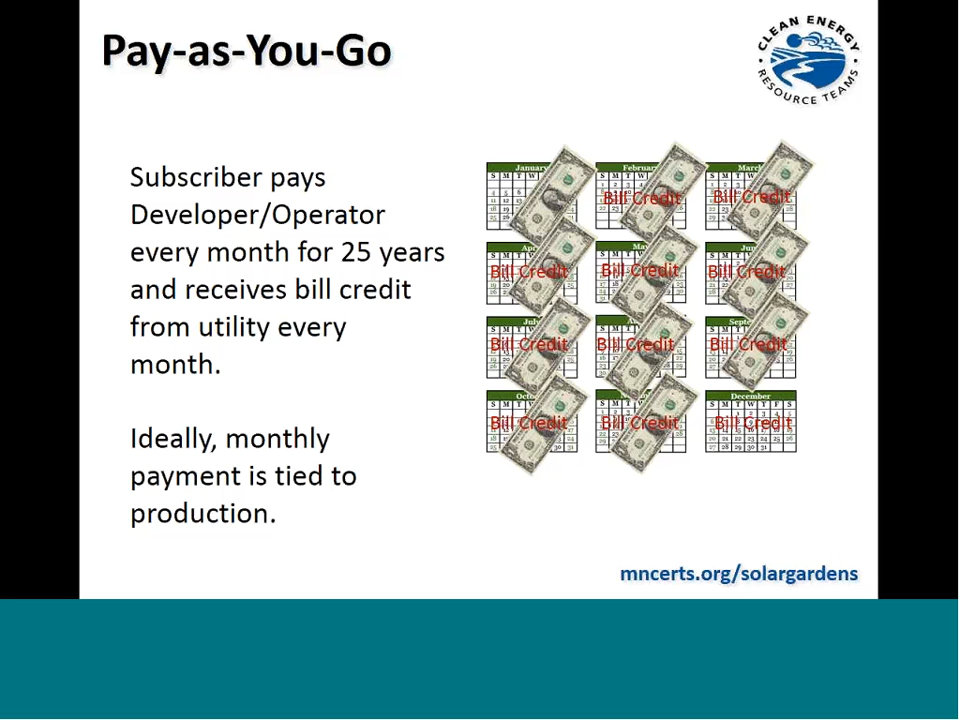 Pay-as-You-Go
CLEAN ENERGY
RESOURCE TEAMS
Subscriber pays
Developer/Operator
every month for 25 years
and receives bill credit
from utility every
month.
Ideally, monthly
payment is tied to
production.
January
Bill Credit
Bill Credit
Bill Credit
Bill Credit
Bill Credit
Bill Credit
Bill Credit
Bill Credit
Bill Credit
Bill Credit
December
Bill Credit
mncerts.org/solargardens